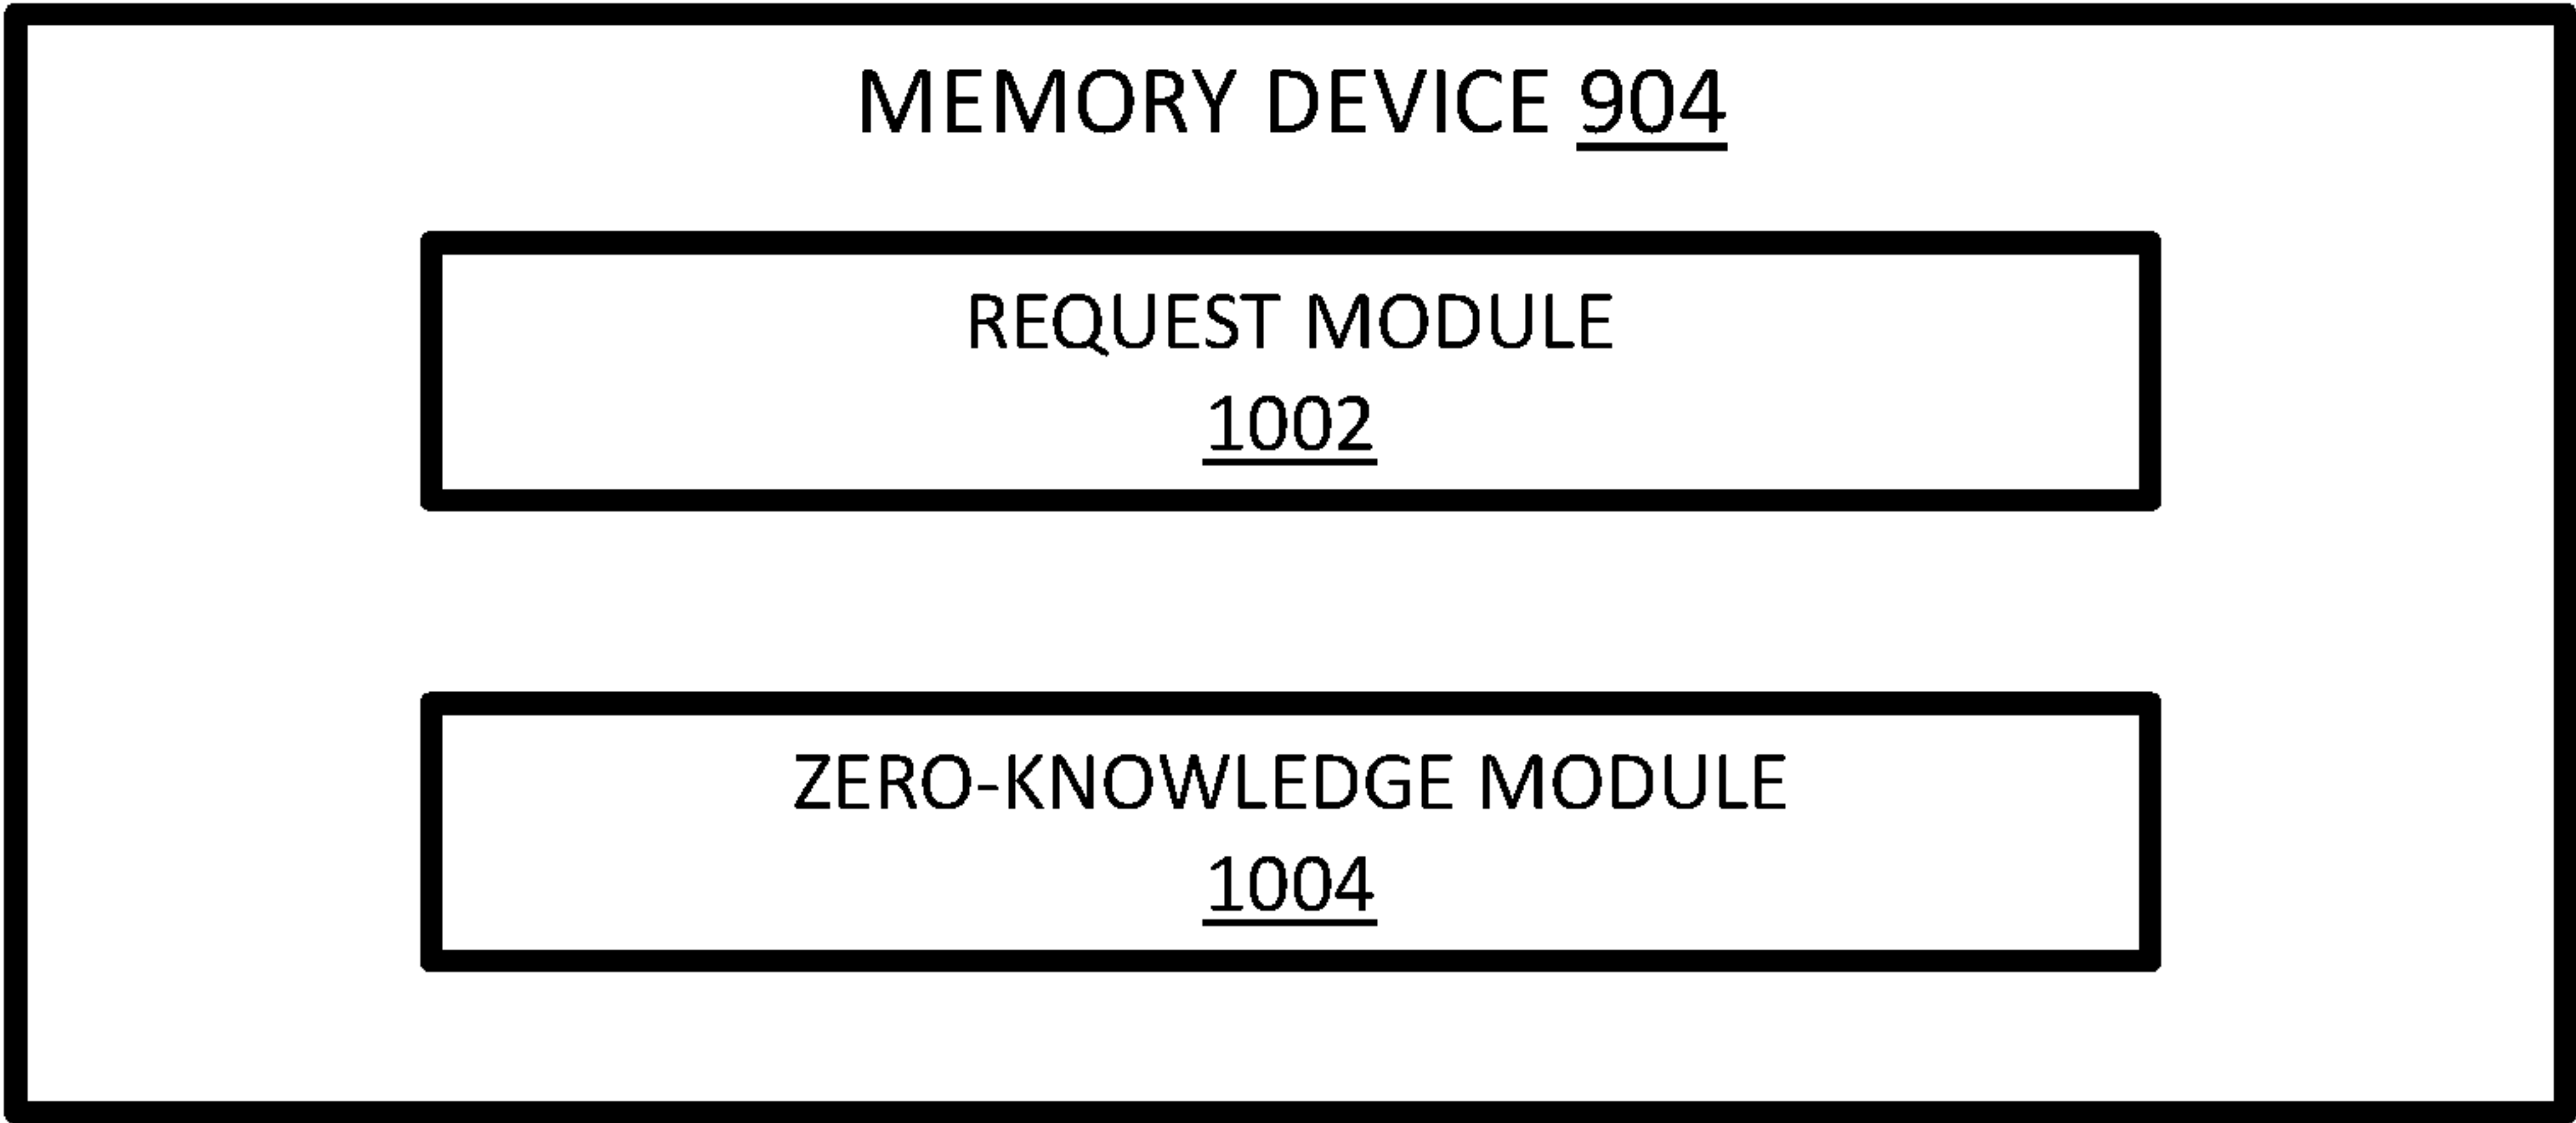 MEMORY DEVICE 904
REQUEST MODULE
1002
ZERO-KNOWLEDGE MODULE
1004